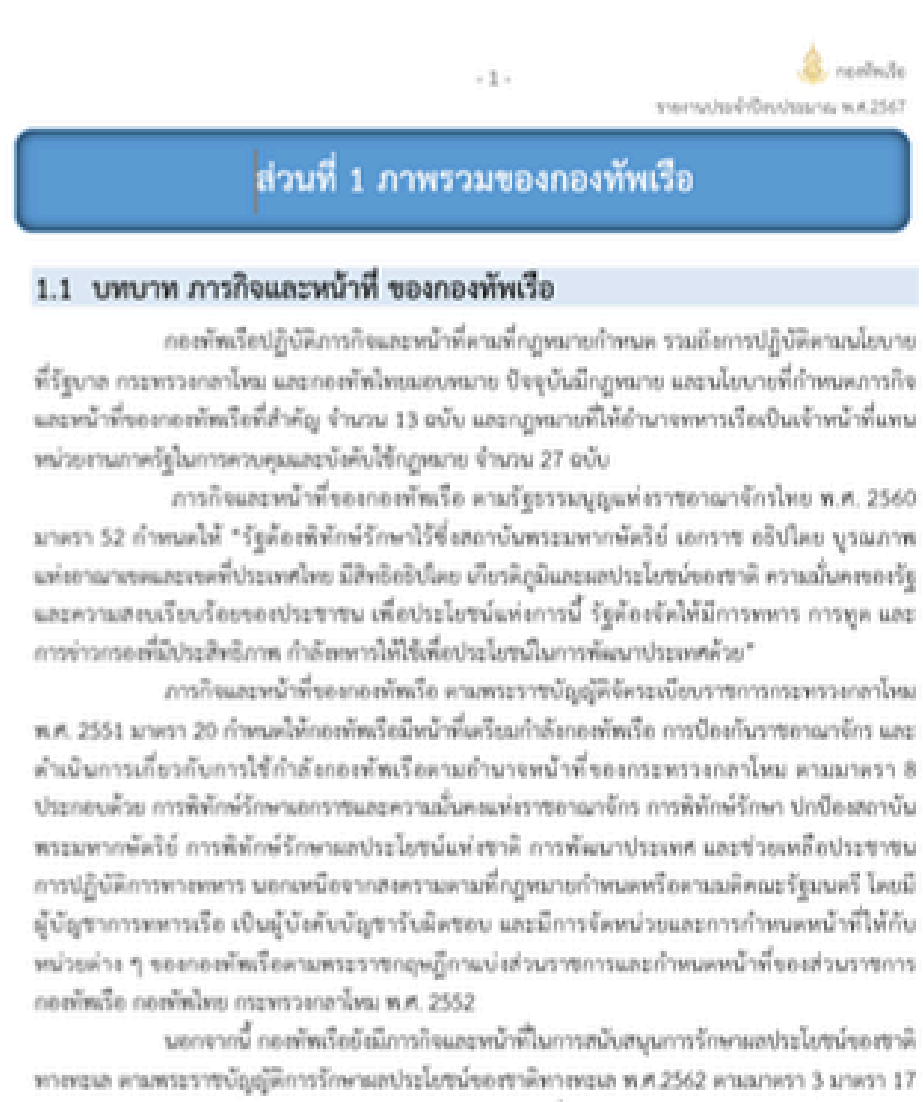 - 1 -
กองทัพเรือ
รายงานประจำปีงบประมาณ พ.ศ.2567
ส่วนที่ 1 ภาพรวมของกองทัพเรือ
1.1 บทบาท ภารกิจและหน้าที่ ของกองทัพเรือ
กองทัพเรือปฏิบัติภารกิจและหน้าที่ตามที่กฎหมายกำหนด รวมถึงการปฏิบัติตามนโยบาย
ที่รัฐบาล กระทรวงกลาโหม และกองทัพไทยมอบหมาย ปัจจุบันมีกฎหมาย และนโยบายที่กำหนดภารกิจ
และหน้าที่ของกองทัพเรือที่สำคัญ จำนวน 13 ฉบับ และกฎหมายที่ให้อำนาจทหารเรือเป็นเจ้าหน้าที่แทน
หน่วยงานภาครัฐในการควบคุมและบังคับใช้กฎหมาย จำนวน 27 ฉบับ
ภารกิจและหน้าที่ของกองทัพเรือ ตามรัฐธรรมนูญแห่งราชอาณาจักรไทย พ.ศ. 2560
มาตรา 52 กำหนดให้ "รัฐต้องพิทักษ์รักษาไว้ซึ่งสถาบันพระมหากษัตริย์ เอกราช อธิปไตย บูรณภาพ
แห่งอาณาเขตและเขตที่ประเทศไทย มีสิทธิอธิปไตย เกียรติภูมิและผลประโยชน์ของชาติ ความมั่นคงของรัฐ
และความสงบเรียบร้อยของประชาชน เพื่อประโยชน์แห่งการนี้ รัฐต้องจัดให้มีการทหาร การทูต และ
การข่าวกรองที่มีประสิทธิภาพ กำลังทหารให้ใช้เพื่อประโยชน์ในการพัฒนาประเทศด้วย"
ภารกิจและหน้าที่ของกองทัพเรือ ตามพระราชบัญญัติจัดระเบียบราชการกระทรวงกลาโหม
พ.ศ. 2551 มาตรา 20 กำหนดให้กองทัพเรือมีหน้าที่เตรียมกำลังกองทัพเรือ การป้องกันราชอาณาจักร และ
ดำเนินการเกี่ยวกับการใช้กำลังกองทัพเรือตามอำนาจหน้าที่ของกระทรวงกลาโหม ตามมาตรา 8
ประกอบด้วย การพิทักษ์รักษาเอกราชและความมั่นคงแห่งราชอาณาจักร การพิทักษ์รักษา ปกป้องสถาบัน
พระมหากษัตริย์ การพิทักษ์รักษาผลประโยชน์แห่งชาติ การพัฒนาประเทศ และช่วยเหลือประชาชน
การปฏิบัติการทางทหาร นอกเหนือจากสงครามตามที่กฎหมายกำหนดหรือตามมติคณะรัฐมนตรี โดยมี
ผู้บัญชาการทหารเรือ เป็นผู้บังคับบัญชารับผิดชอบ และมีการจัดหน่วยและการกำหนดหน้าที่ให้กับ
หน่วยต่าง ๆ ของกองทัพเรือตามพระราชกฤษฎีกาแบ่งส่วนราชการและกำหนดหน้าที่ของส่วนราชการ
กองทัพเรือ กองทัพไทย กระทรวงกลาโหม พ.ศ. 2552
นอกจากนี้ กองทัพเรือยังมีภารกิจและหน้าที่ในการสนับสนุนการรักษาผลประโยชน์ของชาติ
ทางทะเล ตามพระราชบัญญัติการรักษาผลประโยชน์ของชาติทางทะเล พ.ศ.2562 ตามมาตรา 3 มาตรา 17